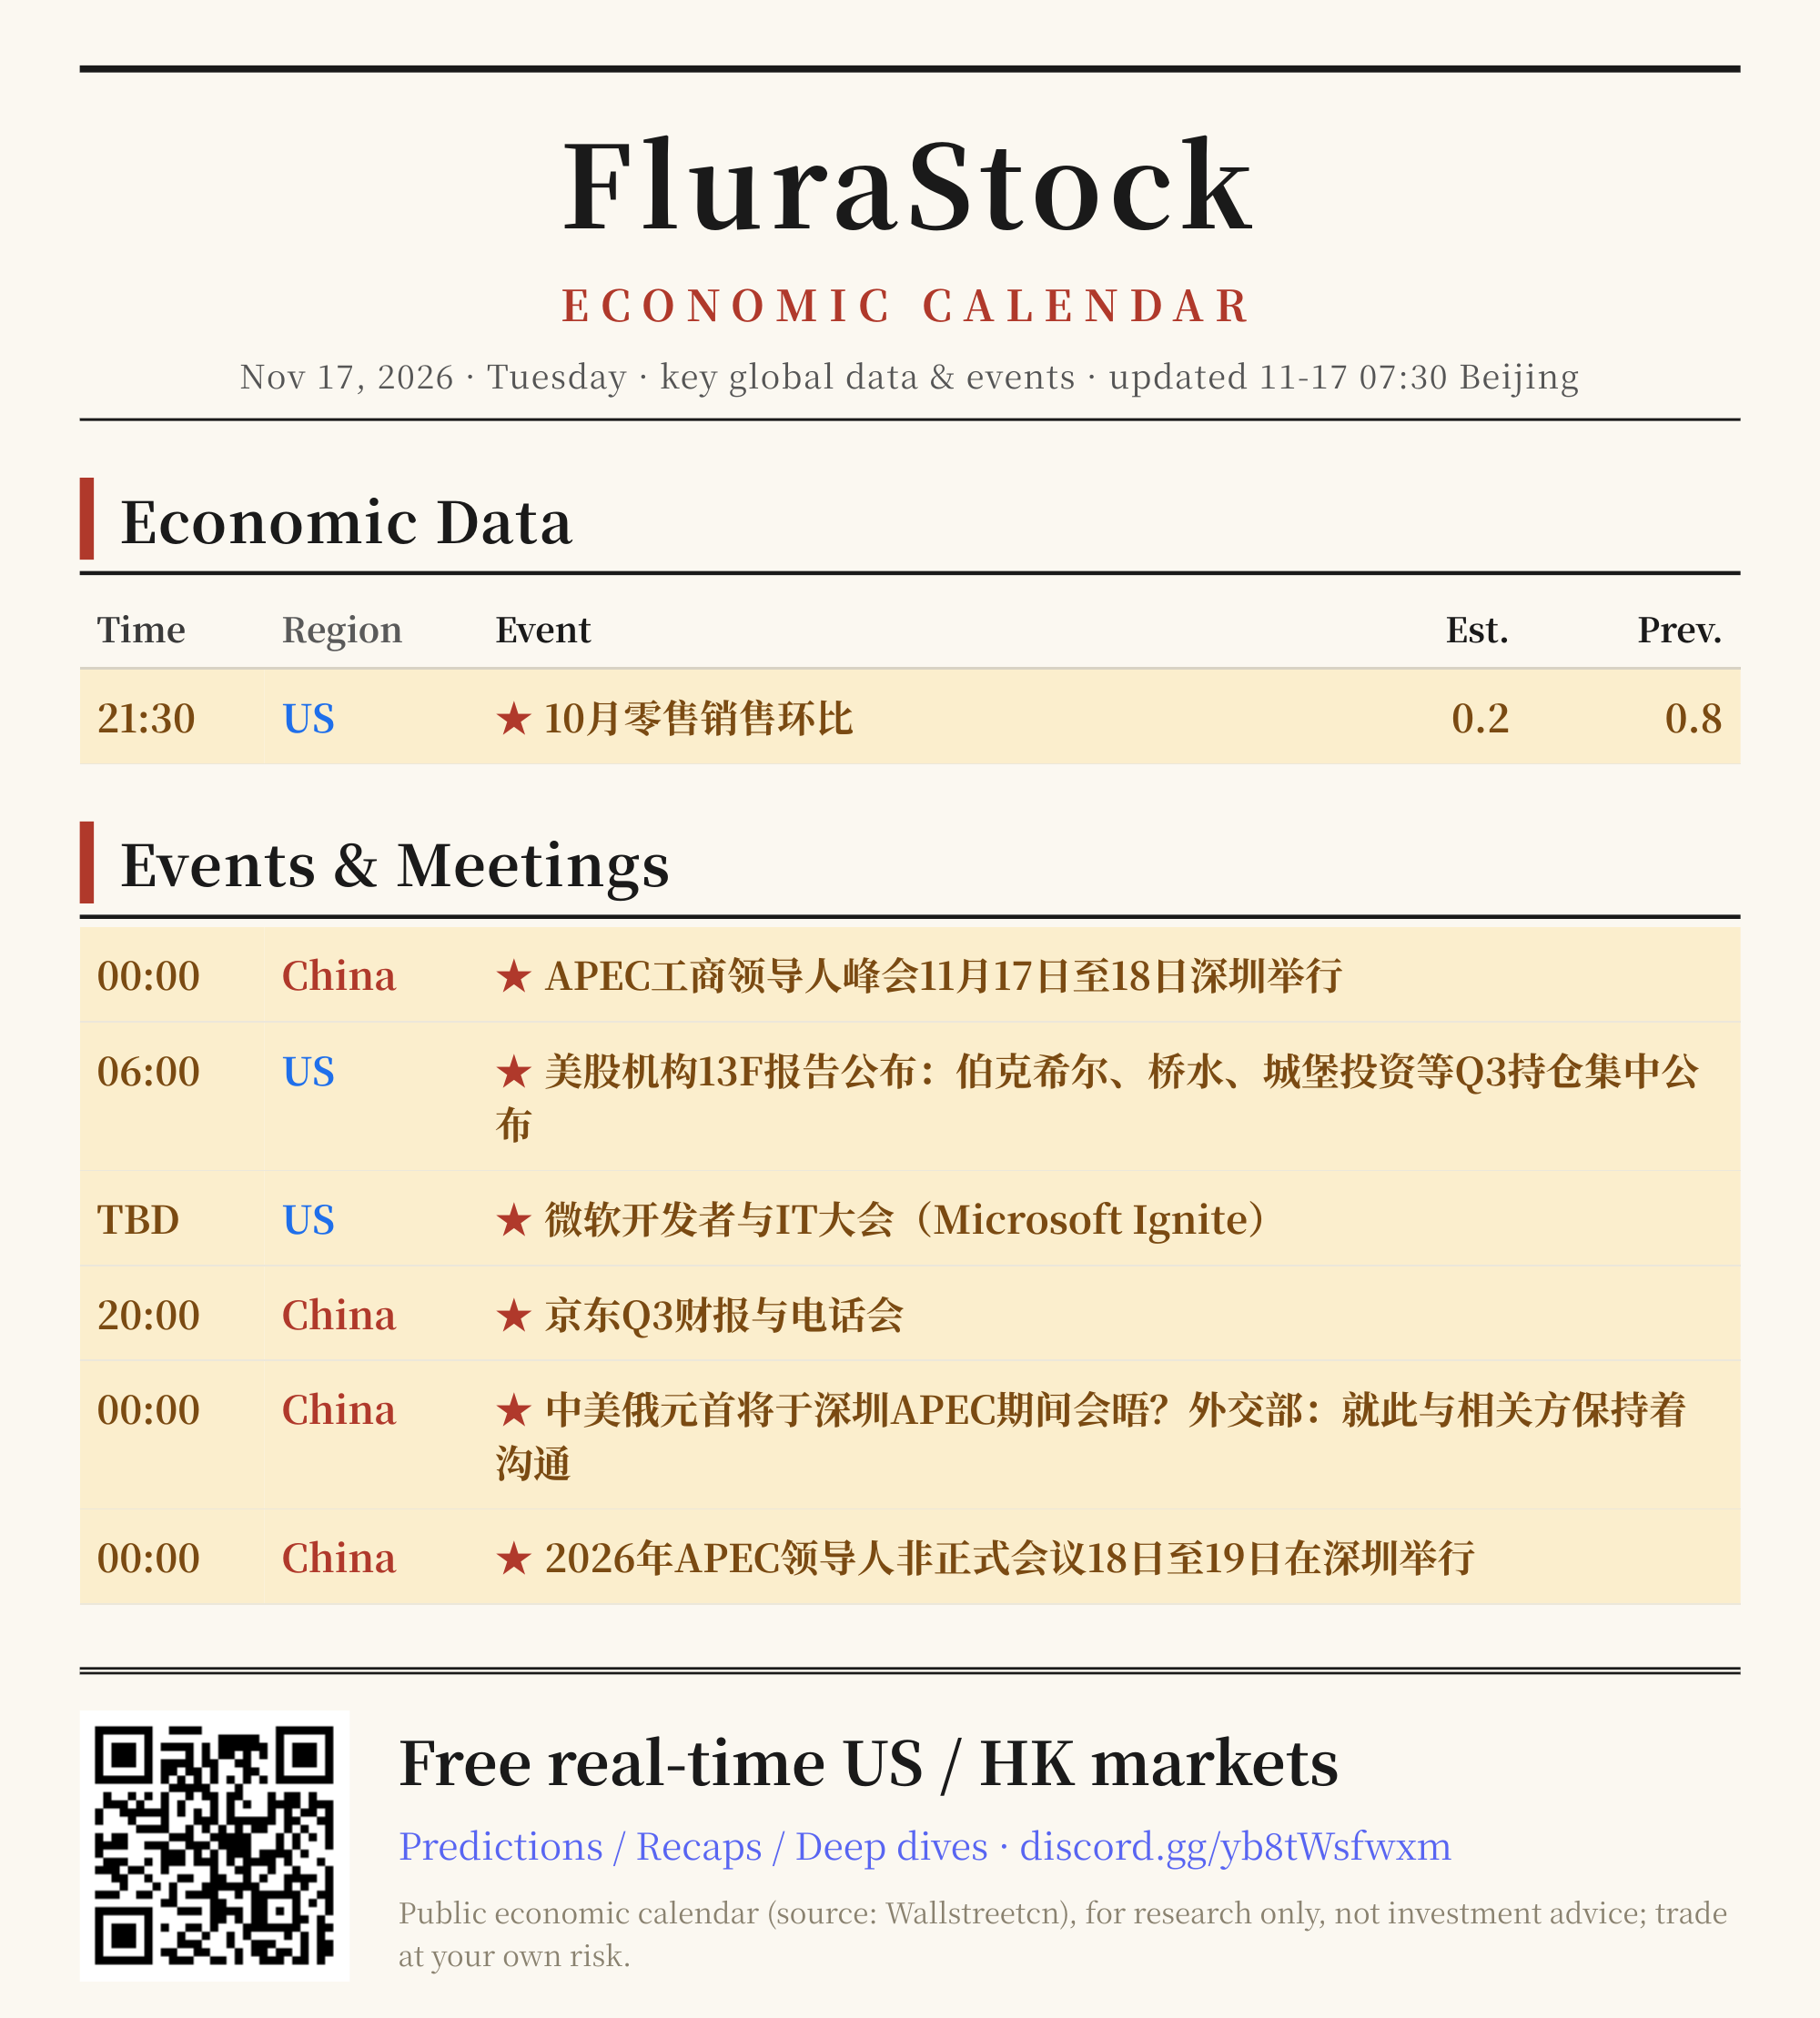 FluraStock
ECONOMIC CALENDAR
Nov 17, 2026 · Tuesday · key global data & events · updated 11-17 07:30 Beijing
Economic Data
Time Region Event Est. Prev.
21:30 US ★ 10月零售销售环比 0.2 0.8
Events & Meetings
00:00 China ★ APEC工商领导人峰会11月17日至18日深圳举行
06:00 US ★ 美股机构13F报告公布：伯克希尔、桥水、城堡投资等Q3持仓集中公
布
TBD US ★ 微软开发者与IT大会（Microsoft Ignite）
20:00 China ★ 京东Q3财报与电话会
00:00 China ★ 中美俄元首将于深圳APEC期间会晤？外交部：就此与相关方保持着
沟通
00:00 China ★ 2026年APEC领导人非正式会议18日至19日在深圳举行
Free real-time US / HK markets
Predictions / Recaps / Deep dives · discord.gg/yb8tWsfwxm
Public economic calendar (source: Wallstreetcn), for research only, not investment advice; trade
at your own risk.